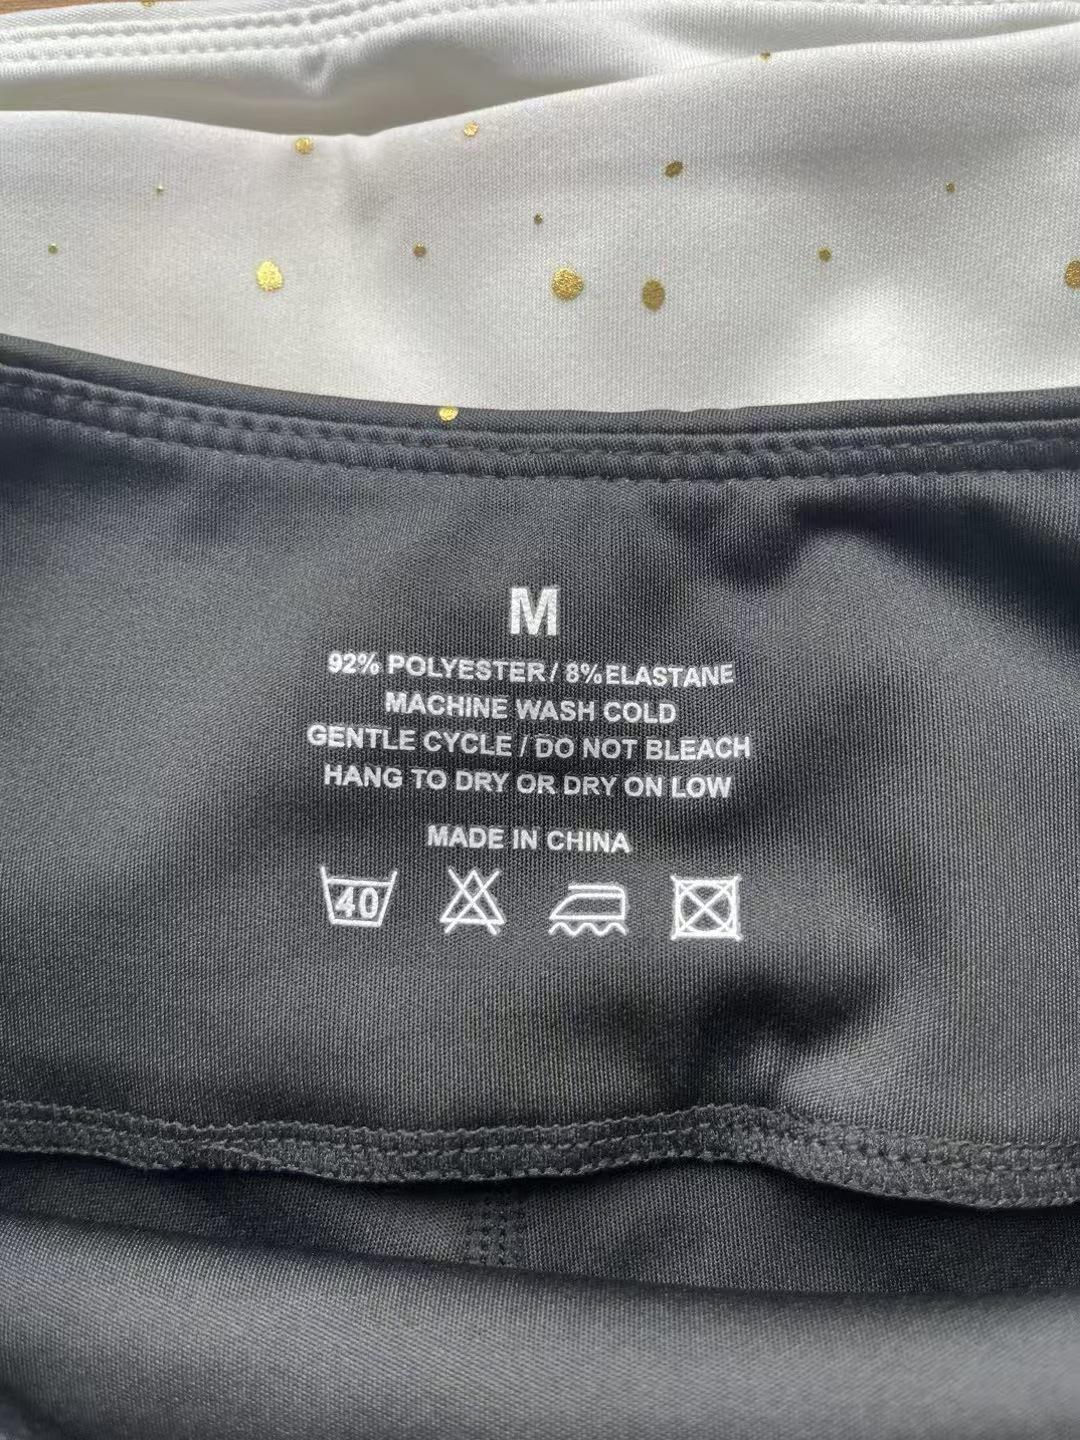 M
92% POLYESTER / 8% ELASTANE
MACHINE WASH COLD
GENTLE CYCLE / DO NOT BLEACH
HANG TO DRY OR DRY ON LOW
MADE IN CHINA
40